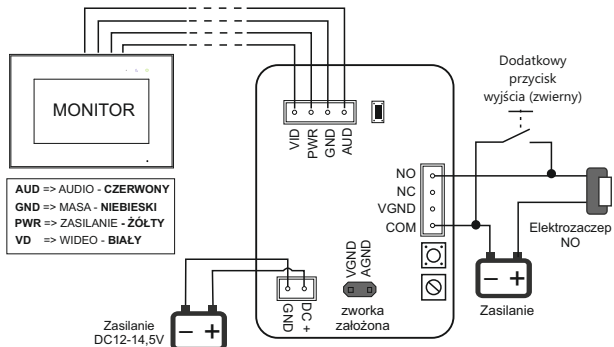 MONITOR
AUD => AUDIO - CZERWONY
GND => MASA - NIEBIESKI
PWR => ZASILANIE - ŻÓŁTY
VD => WIDEO - BIAŁY
VID
PWR
GND
AUD
Dodatkowy
przycisk
wyjścia (zwierny)
NO
NC
VGND
COM
Elektrozaczep
NO
− +
Zasilanie
VGND
AGND
zworka
założona
GND
DC +
− +
Zasilanie
DC12-14,5V